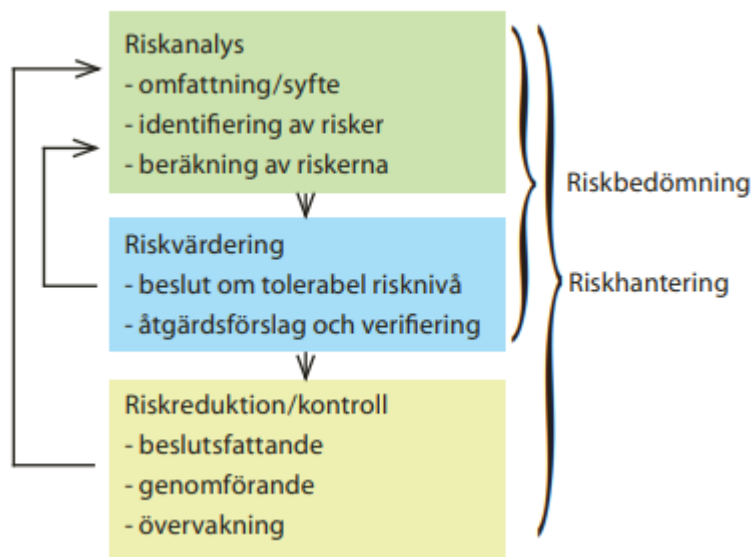 Riskanalys
- omfattning/syfte
- identifiering av risker
- beräkning av riskerna
Riskbedömning
Riskvärdering
- beslut om tolerabel risknivå
- åtgärdsförslag och verifiering
Riskhantering
Riskreduktion/kontroll
- beslutsfattande
- genomförande
- övervakning